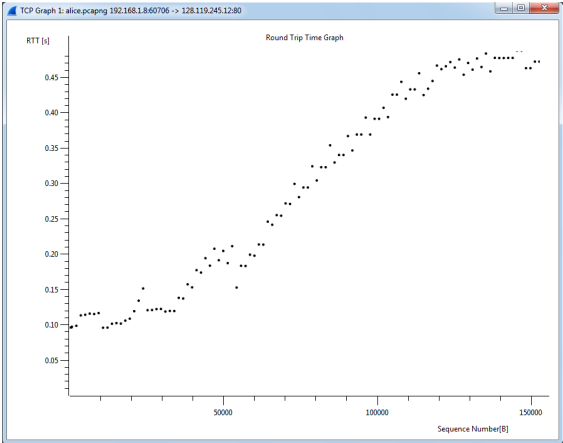 TCP Graph 1: alice.pcapng 192.168.1.8:60706 -> 128.119.245.12:80
Round Trip Time Graph
RTT [s]
0.45
0.40
0.35
0.30
0.25
0.20
0.15
0.10
0.05
50000 100000 150000
Sequence Number[B]